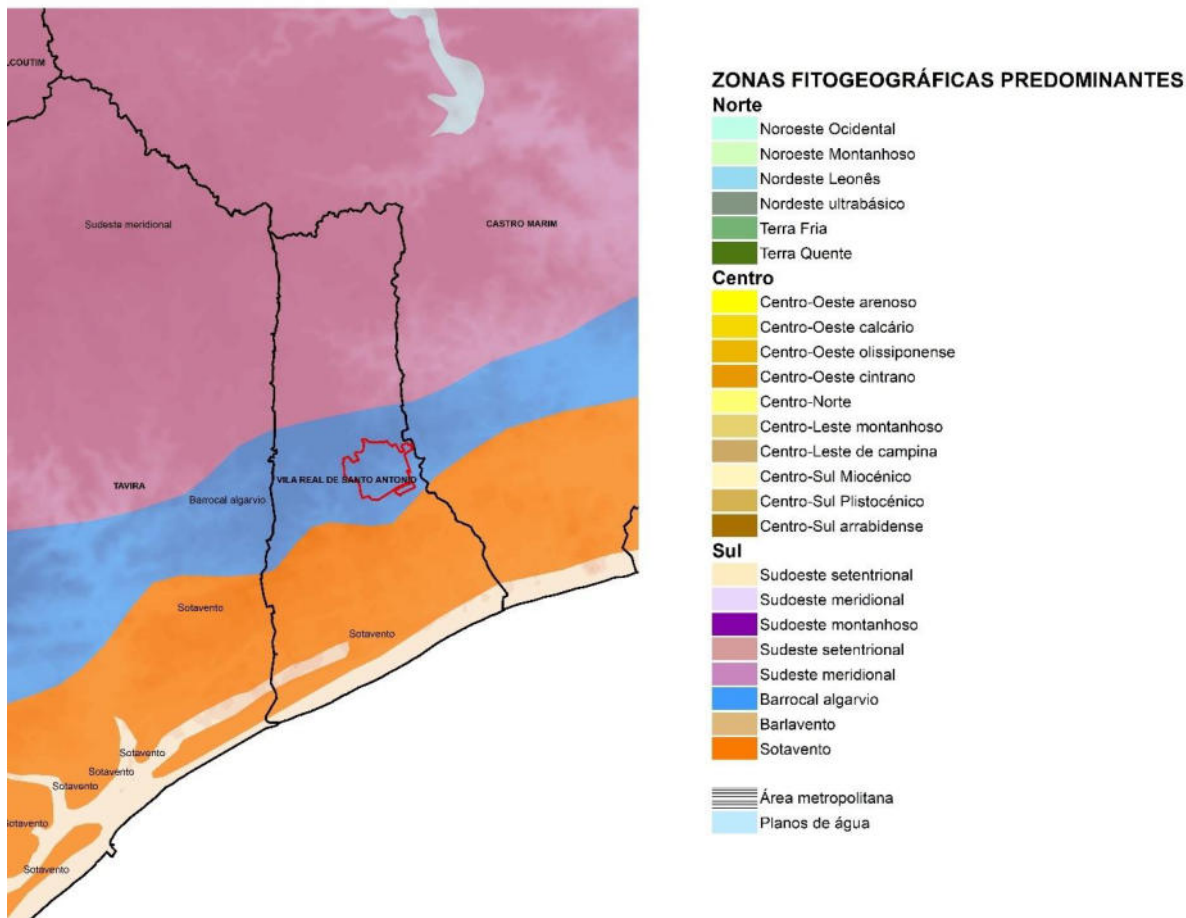 LCOUTIM
Sudeste meridional
CASTRO MARIM
TAVIRA
Barrocal algarvio
VILA REAL DE SANTO ANTONIO
Sotavento
Sotavento
Sotavento
Sotavento
Sotavento
Sotavento
Sotavento
ZONAS FITOGEOGRÁFICAS PREDOMINANTES
Norte
Noroeste Ocidental
Noroeste Montanhoso
Nordeste Leonês
Nordeste ultrabásico
Terra Fria
Terra Quente
Centro
Centro-Oeste arenoso
Centro-Oeste calcário
Centro-Oeste olissiponense
Centro-Oeste cintrano
Centro-Norte
Centro-Leste montanhoso
Centro-Leste de campina
Centro-Sul Miocénico
Centro-Sul Plistocénico
Centro-Sul arrabidense
Sul
Sudoeste setentrional
Sudoeste meridional
Sudoeste montanhoso
Sudeste setentrional
Sudeste meridional
Barrocal algarvio
Barlavento
Sotavento
Área metropolitana
Planos de água